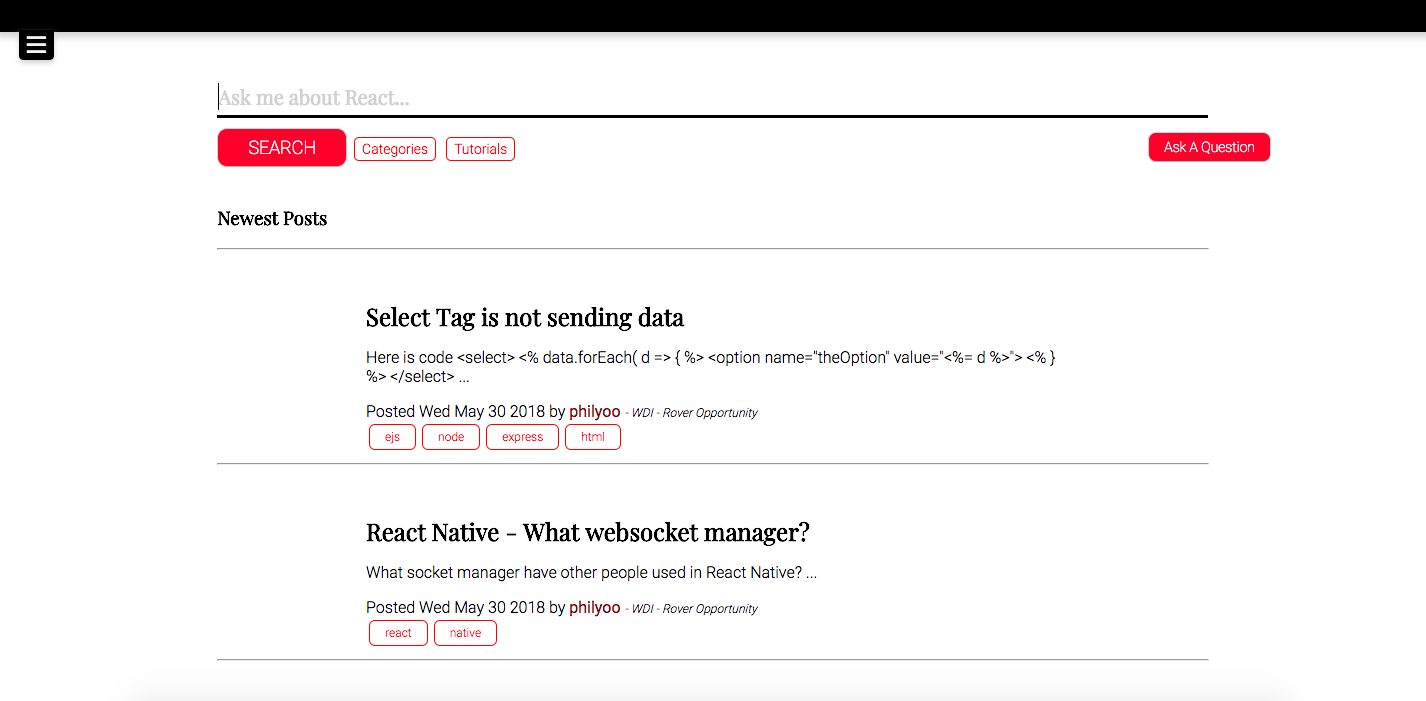 Ask me about React...
SEARCH Categories Tutorials Ask A Question
Newest Posts
Select Tag is not sending data
Here is code <select> <% data.forEach( d => { %> <option name="theOption" value="<%= d %>"> <% }
%> </select> ...
Posted Wed May 30 2018 by philyoo - WDI - Rover Opportunity
ejs node express html
React Native - What websocket manager?
What socket manager have other people used in React Native? ...
Posted Wed May 30 2018 by philyoo - WDI - Rover Opportunity
react native